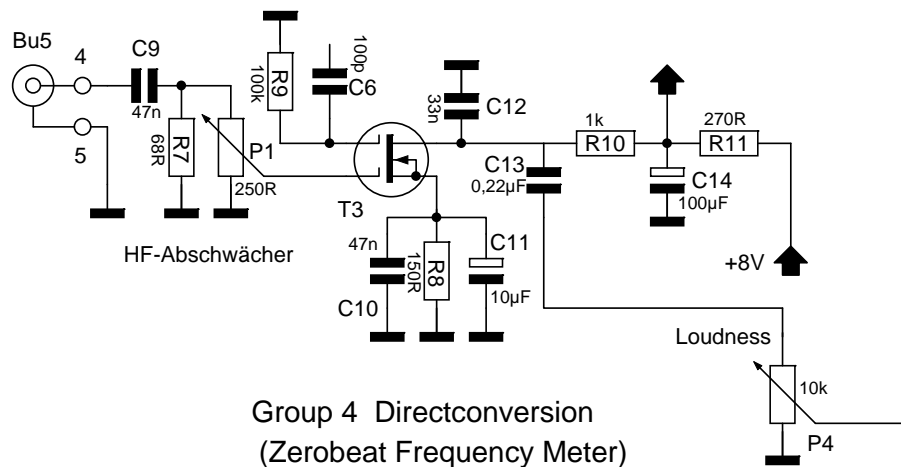 Bu5
4
5
C9
47n
R7
68R
P1
250R
HF-Abschwächer
R9
100k
100p
C6
T3
33n
C12
C13
0,22µF
1k
R10
270R
R11
C14
100µF
+8V
47n
C10
R8
150R
C11
10µF
Loudness
10k
P4
Group 4 Directconversion
(Zerobeat Frequency Meter)